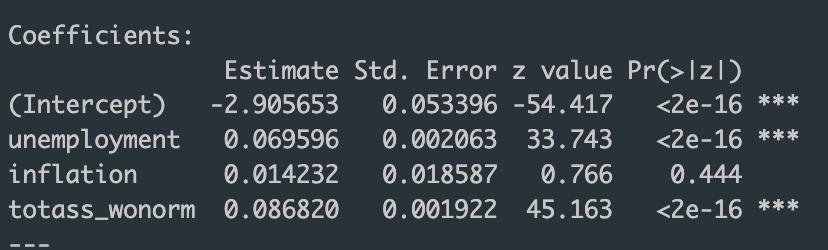 Coefficients:
Estimate Std. Error z value Pr(>|z|)
(Intercept) -2.905653 0.053396 -54.417 <2e-16 ***
unemployment 0.069596 0.002063 33.743 <2e-16 ***
inflation 0.014232 0.018587 0.766 0.444
totass_wonorm 0.086820 0.001922 45.163 <2e-16 ***
---